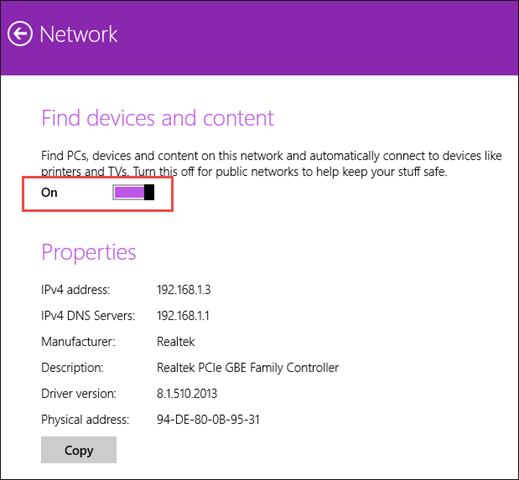 Network
Find devices and content
Find PCs, devices and content on this network and automatically connect to devices like
printers and TVs. Turn this off for public networks to help keep your stuff safe.
On
Properties
IPv4 address: 192.168.1.3
IPv4 DNS Servers: 192.168.1.1
Manufacturer: Realtek
Description: Realtek PCIe GBE Family Controller
Driver version: 8.1.510.2013
Physical address: 94-DE-80-0B-95-31
Copy